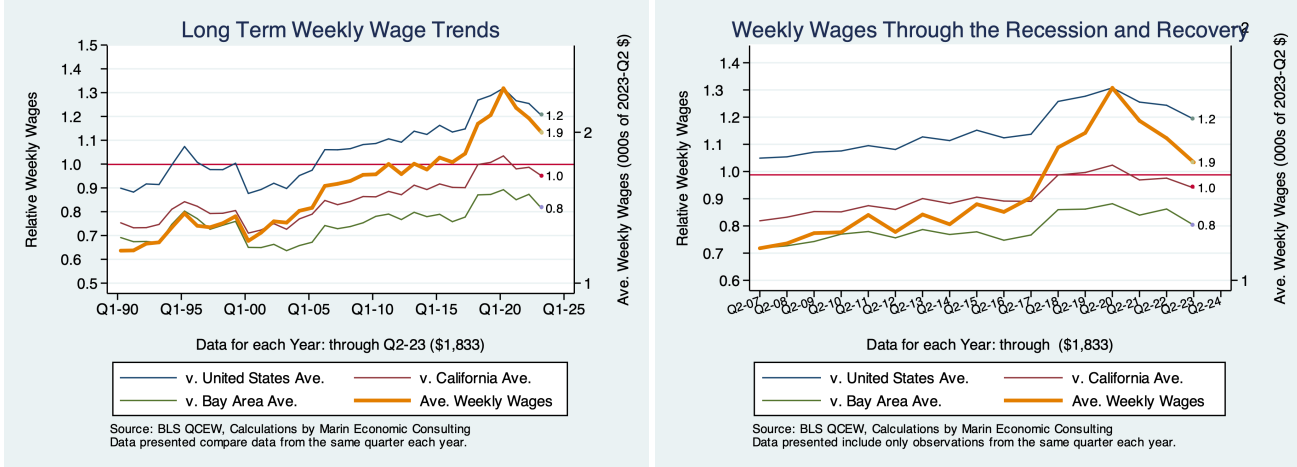 Long Term Weekly Wage Trends
Relative Weekly Wages
1.5
1.4
1.3
1.2
1.1
1.0
0.9
0.8
0.7
0.6
0.5
1.2
1.9
1.0
0.8
2
1
Ave. Weekly Wages (000s of 2023-Q2 $)
Q1-90
Q1-95
Q1-00
Q1-05
Q1-10
Q1-15
Q1-20
Q1-25
Data for each Year: through Q2-23 ($1,833)
v. United States Ave.
v. California Ave.
v. Bay Area Ave.
Ave. Weekly Wages
Source: BLS QCEW, Calculations by Marin Economic Consulting
Data presented compare data from the same quarter each year.
Weekly Wages Through the Recession and Recovery
Relative Weekly Wages
1.4
1.3
1.2
1.1
1.0
0.9
0.8
0.7
0.6
1.2
1.9
1.0
0.8
2
1
Ave. Weekly Wages (000s of 2023-Q2 $)
Q2-07
Q2-08
Q2-09
Q2-10
Q2-11
Q2-12
Q2-13
Q2-14
Q2-15
Q2-16
Q2-17
Q2-18
Q2-19
Q2-20
Q2-21
Q2-22
Q2-23
Q2-24
Data for each Year: through  ($1,833)
v. United States Ave.
v. California Ave.
v. Bay Area Ave.
Ave. Weekly Wages
Source: BLS QCEW, Calculations by Marin Economic Consulting
Data presented include only observations from the same quarter each year.